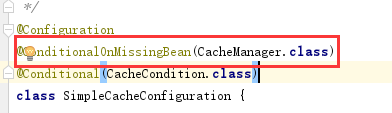 */
@Configuration
@ConditionalOnMissingBean(CacheManager.class)
@Conditional(CacheCondition.class)
class SimpleCacheConfiguration {